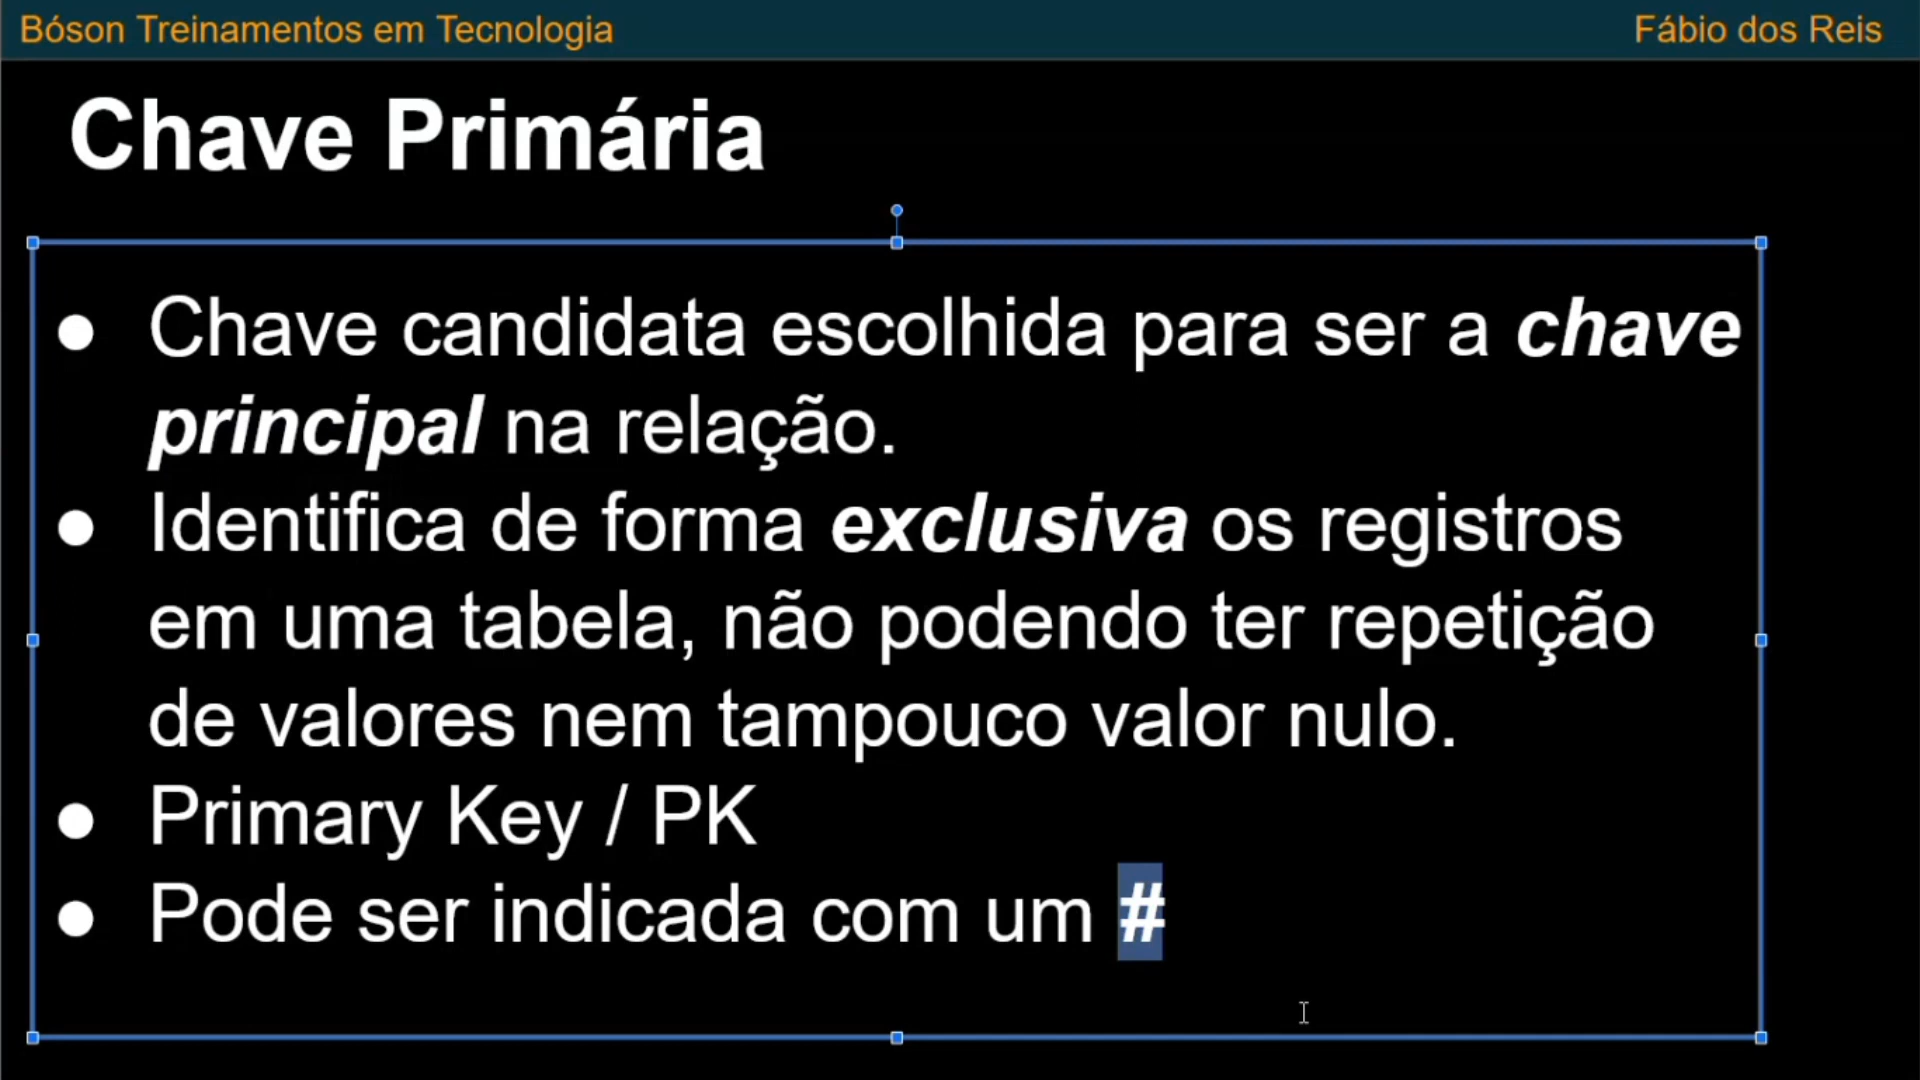 Bóson Treinamentos em Tecnologia
Fábio dos Reis
Chave Primária
● Chave candidata escolhida para ser a chave
principal na relação.
● Identifica de forma exclusiva os registros
em uma tabela, não podendo ter repetição
de valores nem tampouco valor nulo.
● Primary Key / PK
● Pode ser indicada com um #